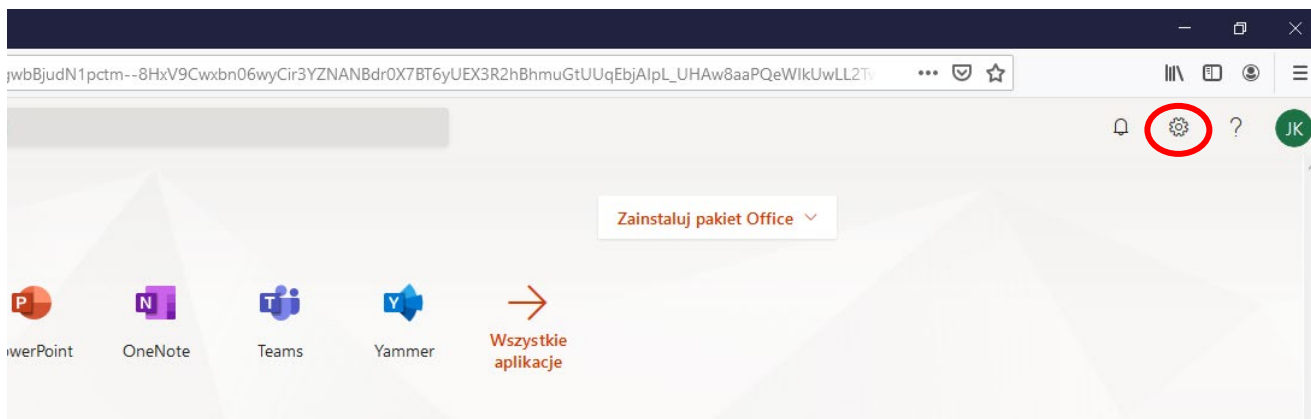 gwbBjudN1pctm--8HxV9Cwxbn06wyCir3YZNANBdr0X7BT6yUEX3R2hBhmuGtUUqEbjAIpL_UHAw8aaPQeWIkUwLL2T
JK
Zainstaluj pakiet Office
owerPoint
OneNote
Teams
Yammer
Wszystkie
aplikacje